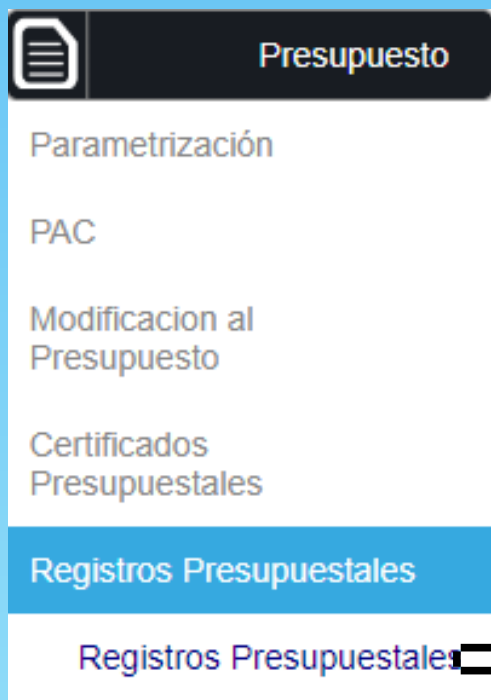 Presupuesto
Parametrización
PAC
Modificacion al
Presupuesto
Certificados
Presupuestales
Registros Presupuestales
Registros Presupuestales